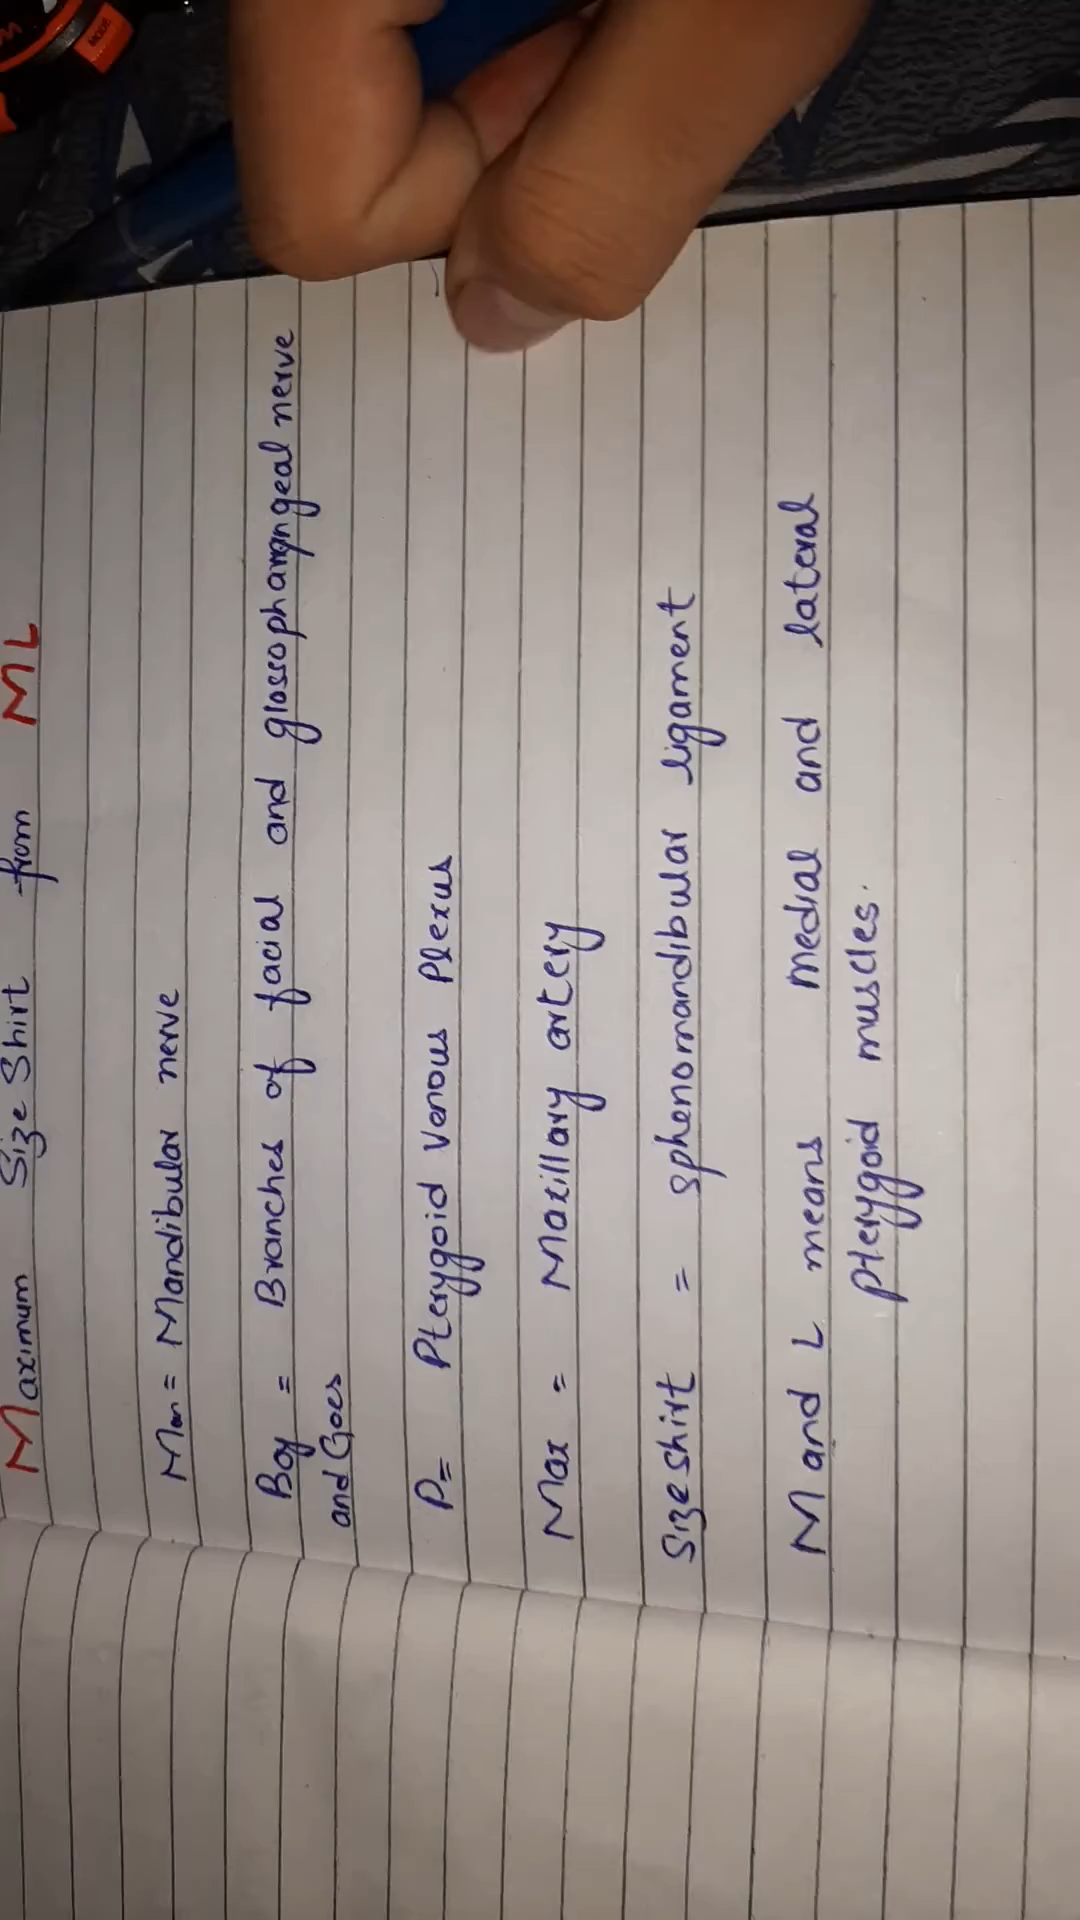 Maximum Size Shirt from ML
Man = Mandibular nerve
Boy = Branches of facial and glossopharyngeal nerve
and Goes
P = Pterygoid Venous Plexus
Max = Maxillary artery
Size shirt = sphenomandibular ligament
M and L means medial and lateral
pterygoid muscles.
MODE